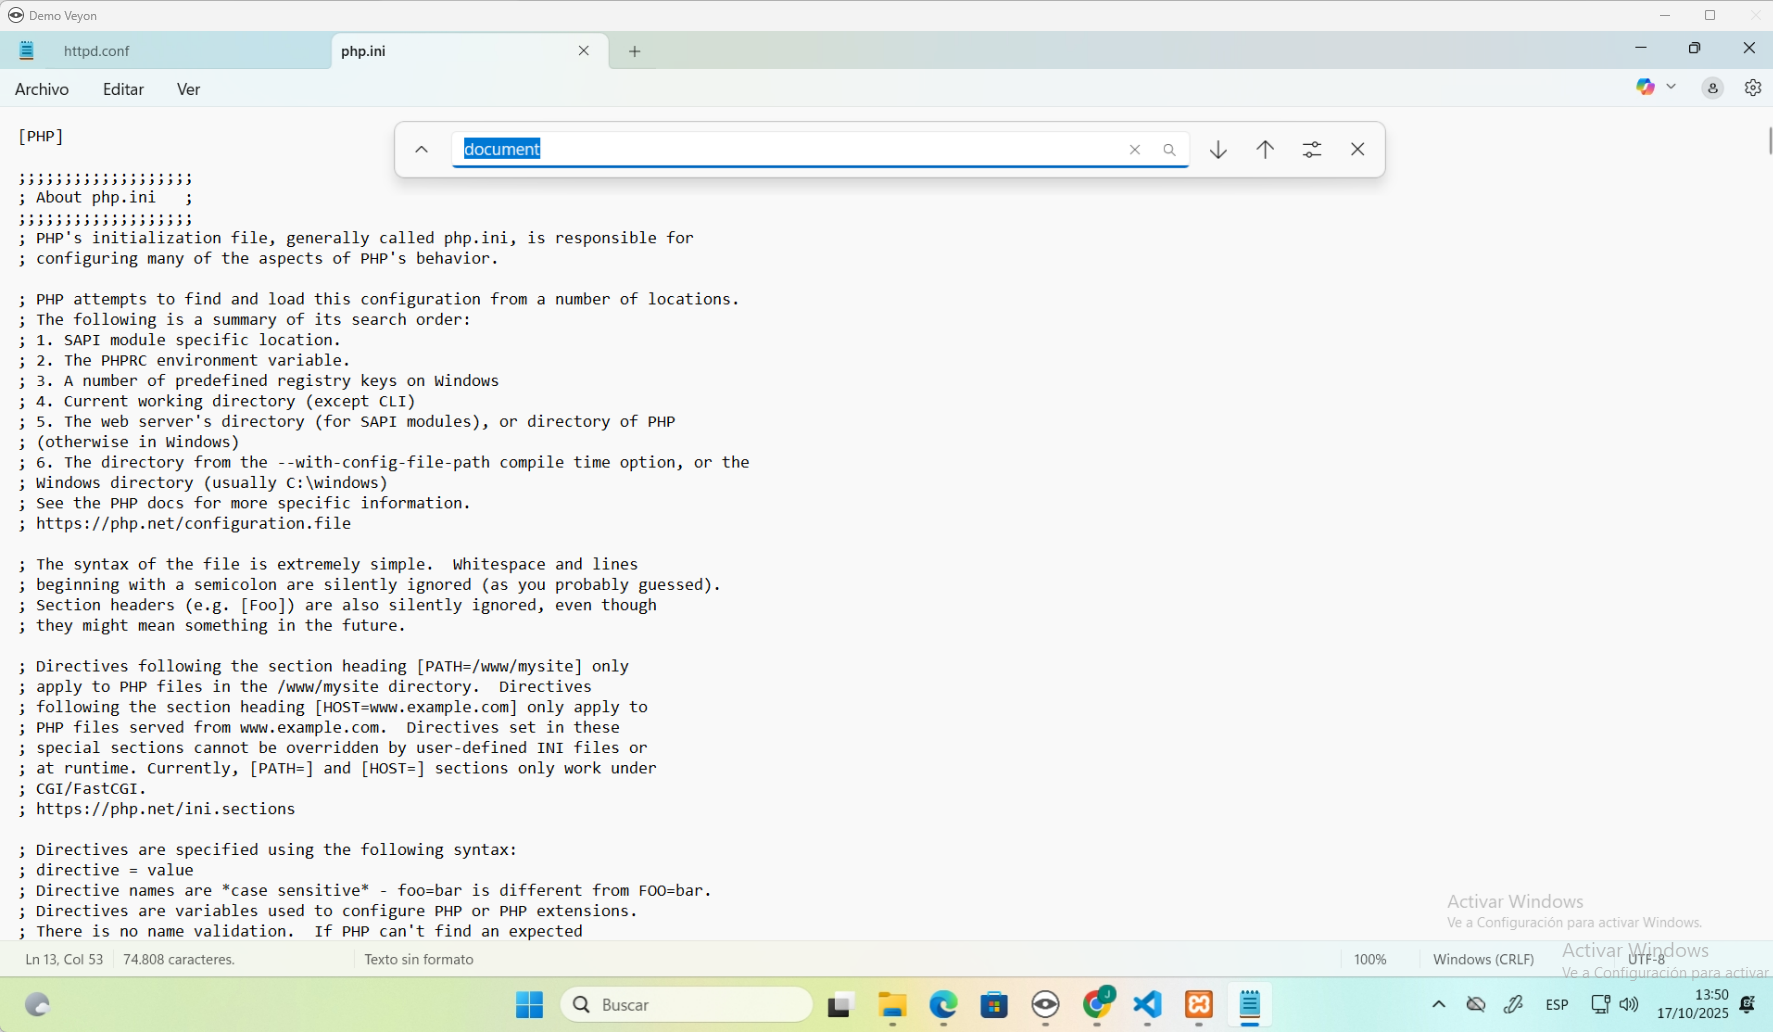 Demo Veyon
httpd.conf
php.ini
Archivo
Editar
Ver
document
[PHP]
;;;;;;;;;;;;;;;;;;;
; About php.ini   ;
;;;;;;;;;;;;;;;;;;;
; PHP's initialization file, generally called php.ini, is responsible for
; configuring many of the aspects of PHP's behavior.
; PHP attempts to find and load this configuration from a number of locations.
; The following is a summary of its search order:
; 1. SAPI module specific location.
; 2. The PHPRC environment variable.
; 3. A number of predefined registry keys on Windows
; 4. Current working directory (except CLI)
; 5. The web server's directory (for SAPI modules), or directory of PHP
; (otherwise in Windows)
; 6. The directory from the --with-config-file-path compile time option, or the
; Windows directory (usually C:\windows)
; See the PHP docs for more specific information.
; https://php.net/configuration.file
; The syntax of the file is extremely simple.  Whitespace and lines
; beginning with a semicolon are silently ignored (as you probably guessed).
; Section headers (e.g. [Foo]) are also silently ignored, even though
; they might mean something in the future.
; Directives following the section heading [PATH=/www/mysite] only
; apply to PHP files in the /www/mysite directory.  Directives
; following the section heading [HOST=www.example.com] only apply to
; PHP files served from www.example.com.  Directives set in these
; special sections cannot be overridden by user-defined INI files or
; at runtime. Currently, [PATH=] and [HOST=] sections only work under
; CGI/FastCGI.
; https://php.net/ini.sections
; Directives are specified using the following syntax:
; directive = value
; Directive names are *case sensitive* - foo=bar is different from FOO=bar.
; Directives are variables used to configure PHP or PHP extensions.
; There is no name validation.  If PHP can't find an expected
Activar Windows
Ve a Configuración para activar Windows.
Ln 13, Col 53
74.808 caracteres.
Texto sin formato
100%
Windows (CRLF)
UTF-8
Activar Windows
Ve a Configuración para activar
Buscar
J
ESP
13:50
17/10/2025